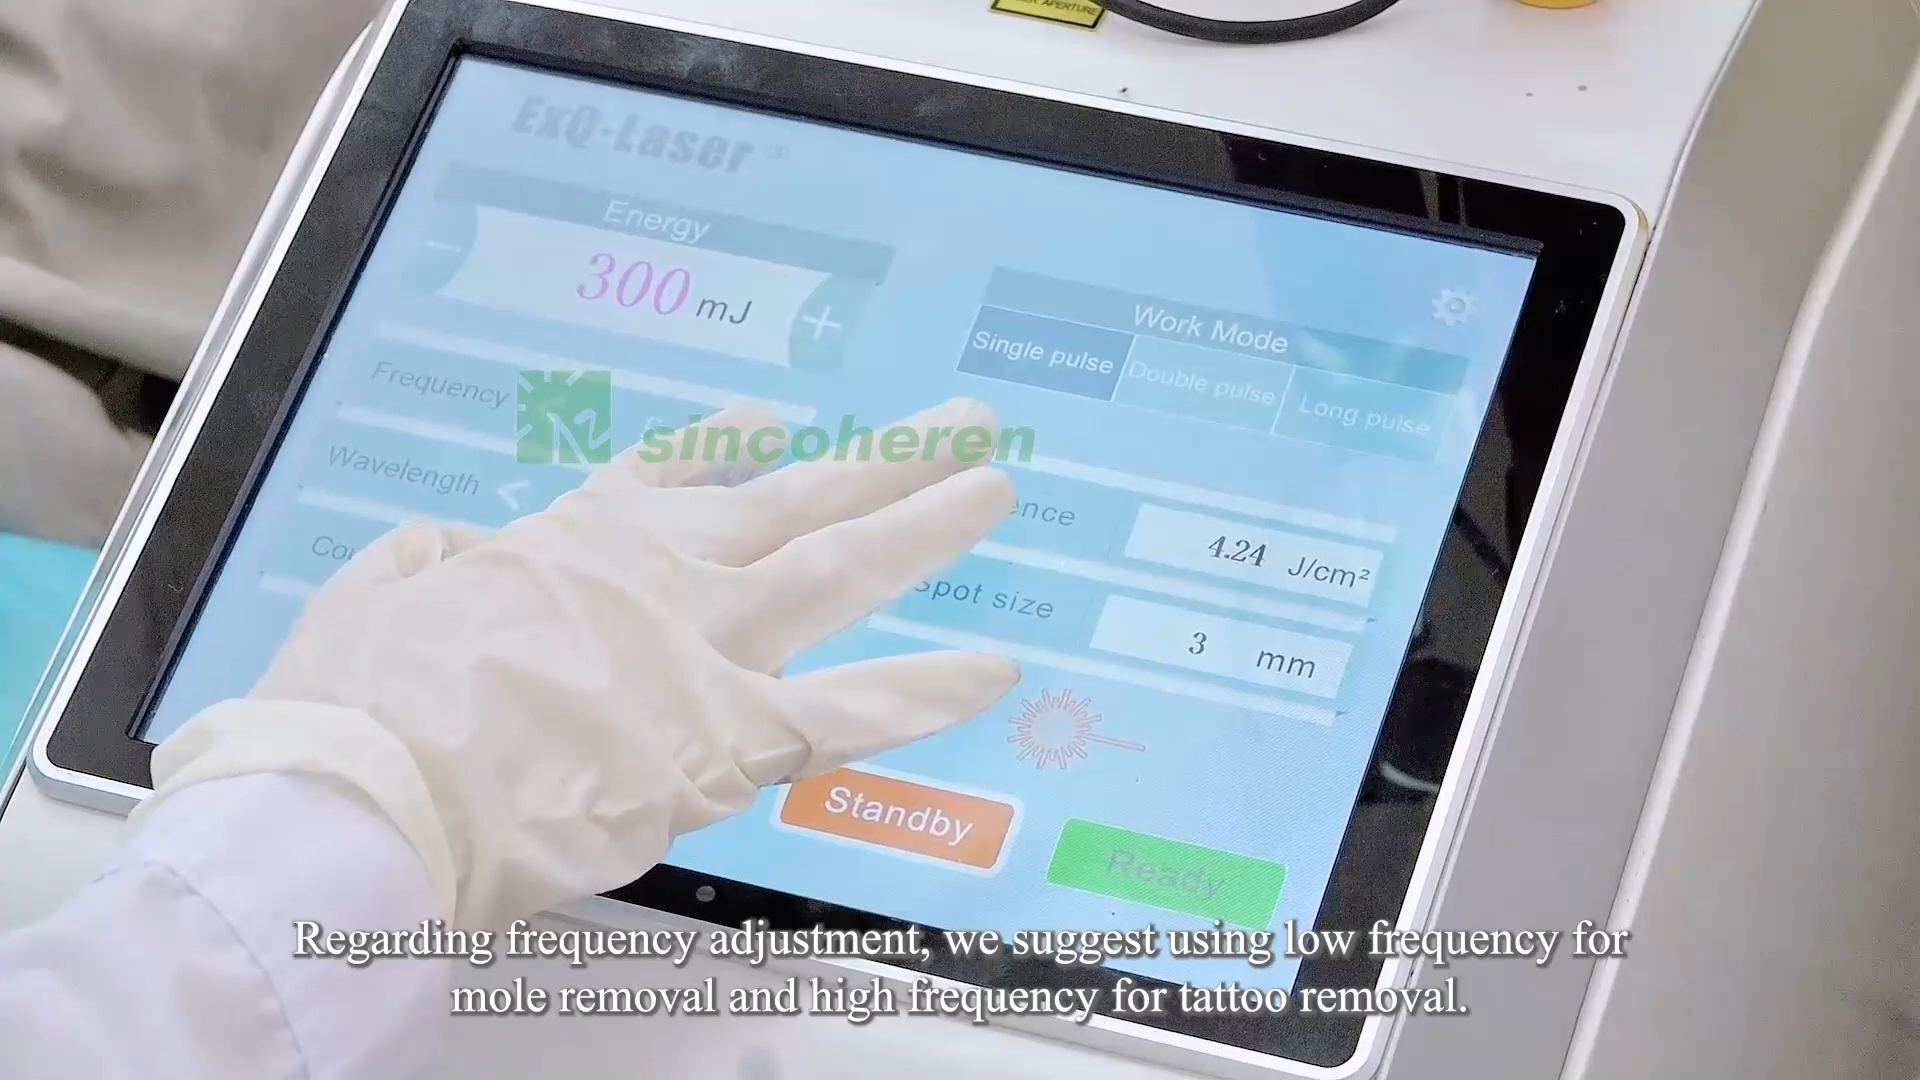 APERTURE
ExQ-Laser
Energy
300 mJ
Work Mode
Single pulse
Double pulse
Long pulse
Frequency
sincoheren
Wavelength
4.24 J/cm²
Spot size
3 mm
Standby
Ready
Regarding frequency adjustment, we suggest using low frequency for
mole removal and high frequency for tattoo removal.